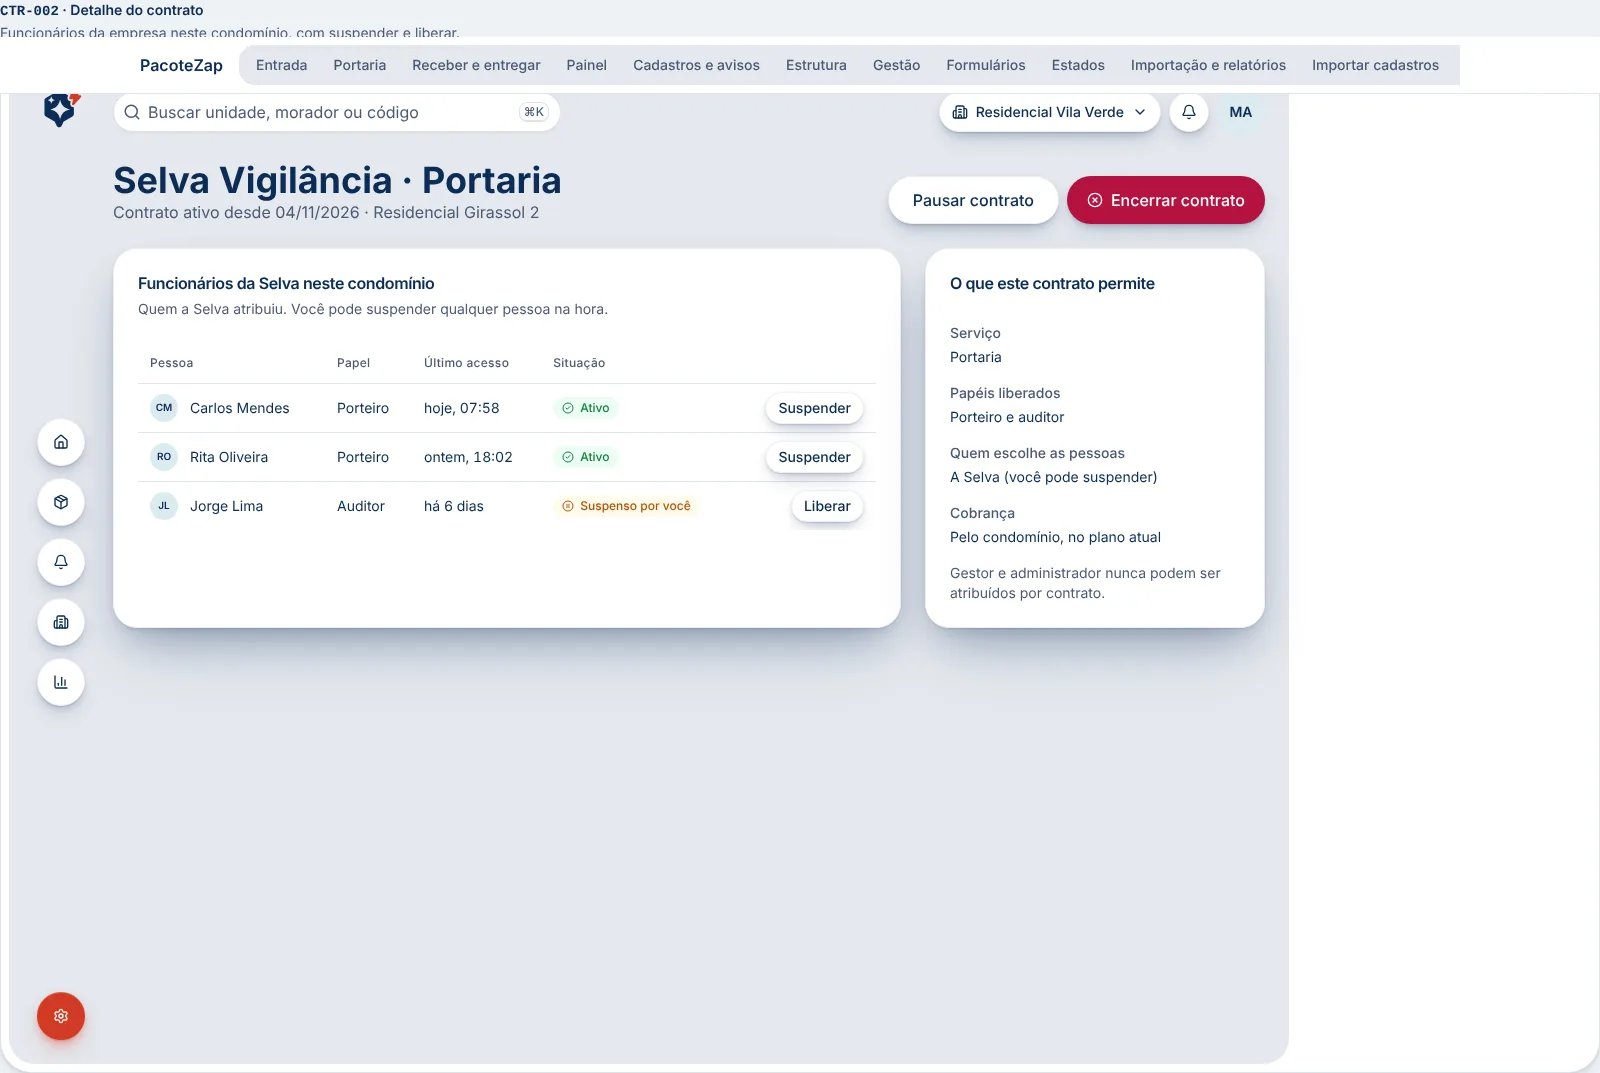 CTR-002 · Detalhe do contrato
Funcionários da empresa neste condomínio, com suspender e liberar.
PacoteZap
Entrada
Portaria
Receber e entregar
Painel
Cadastros e avisos
Estrutura
Gestão
Formulários
Estados
Importação e relatórios
Importar cadastros
Buscar unidade, morador ou código
⌘K
Residencial Vila Verde
MA
Selva Vigilância · Portaria
Contrato ativo desde 04/11/2026 · Residencial Girassol 2
Pausar contrato
Encerrar contrato
Funcionários da Selva neste condomínio
Quem a Selva atribuiu. Você pode suspender qualquer pessoa na hora.
Pessoa Papel Último acesso Situação
CM Carlos Mendes Porteiro hoje, 07:58 Ativo Suspender
RO Rita Oliveira Porteiro ontem, 18:02 Ativo Suspender
JL Jorge Lima Auditor há 6 dias Suspenso por você Liberar
O que este contrato permite
Serviço
Portaria
Papéis liberados
Porteiro e auditor
Quem escolhe as pessoas
A Selva (você pode suspender)
Cobrança
Pelo condomínio, no plano atual
Gestor e administrador nunca podem ser
atribuídos por contrato.